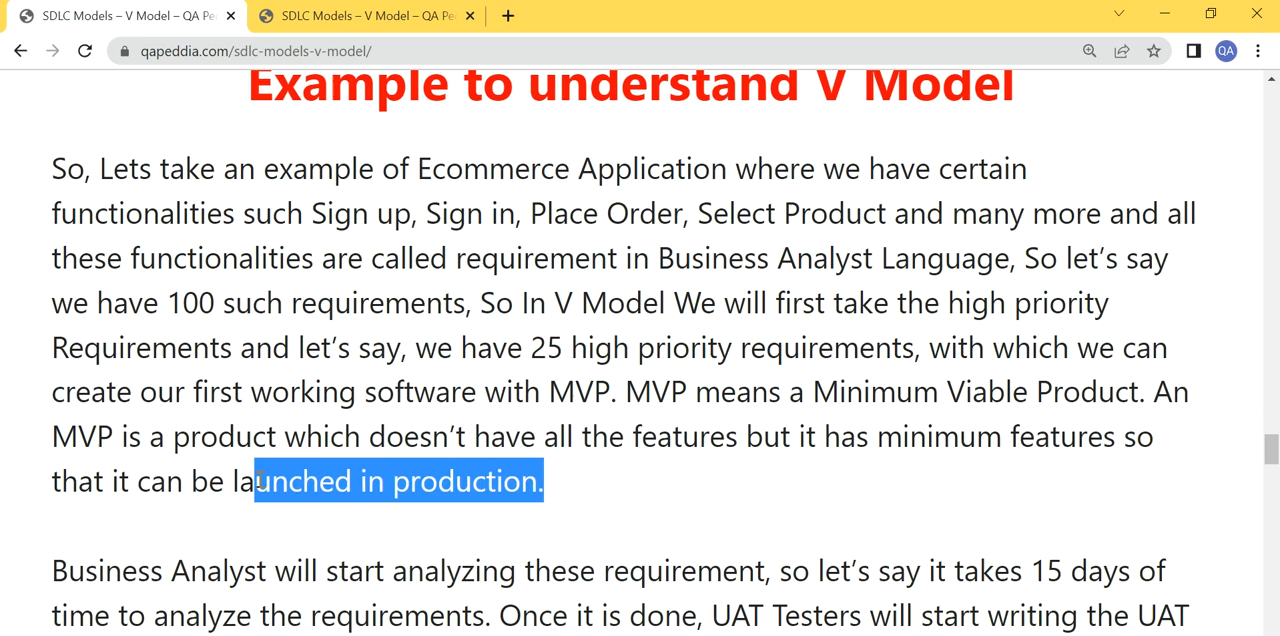 SDLC Models – V Model – QA Pe
SDLC Models – V Model – QA Pe
qapeddia.com/sdlc-models-v-model/
QA
Example to understand V Model
So, Lets take an example of Ecommerce Application where we have certain
functionalities such Sign up, Sign in, Place Order, Select Product and many more and all
these functionalities are called requirement in Business Analyst Language, So let’s say
we have 100 such requirements, So In V Model We will first take the high priority
Requirements and let’s say, we have 25 high priority requirements, with which we can
create our first working software with MVP. MVP means a Minimum Viable Product. An
MVP is a product which doesn’t have all the features but it has minimum features so
that it can be launched in production.
Business Analyst will start analyzing these requirement, so let’s say it takes 15 days of
time to analyze the requirements. Once it is done, UAT Testers will start writing the UAT